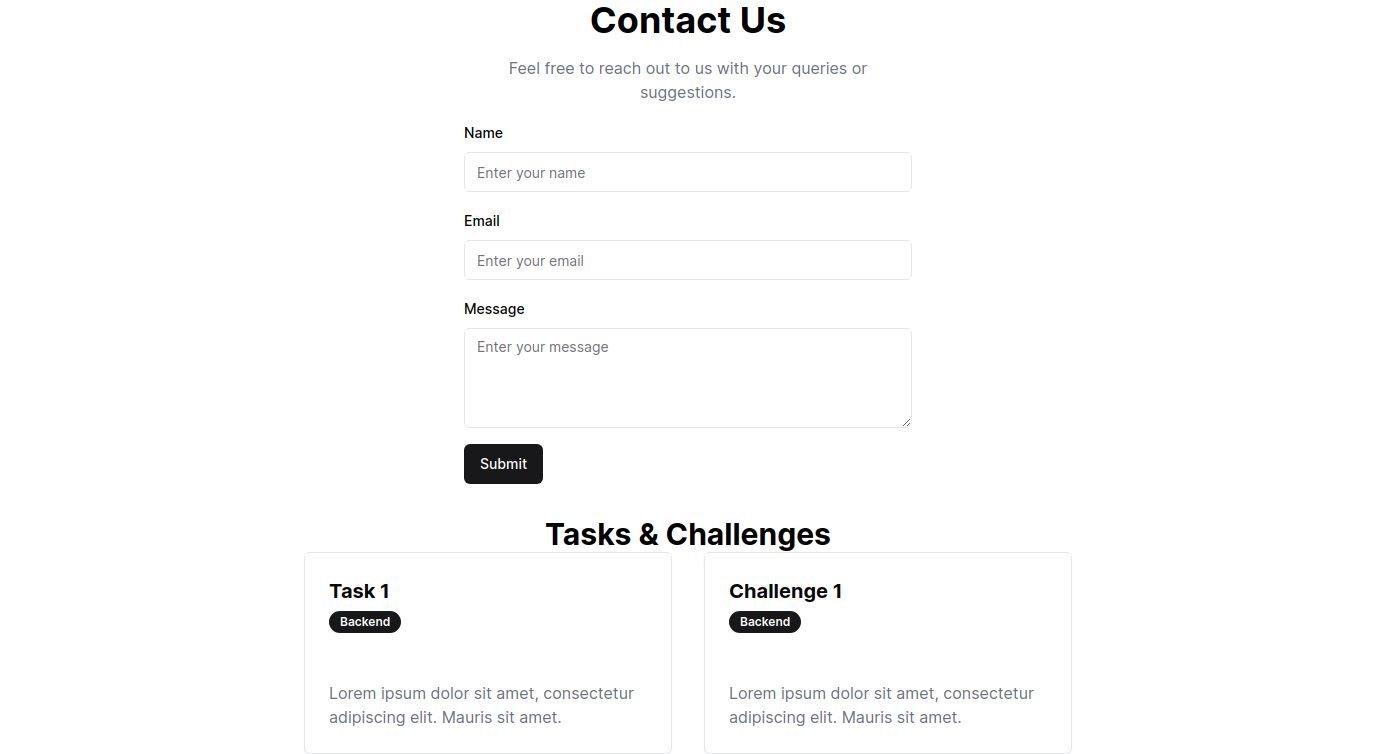 Contact Us
Feel free to reach out to us with your queries or
suggestions.
Name
Enter your name
Email
Enter your email
Message
Enter your message
Submit
Tasks & Challenges
Task 1
Backend
Lorem ipsum dolor sit amet, consectetur
adipiscing elit. Mauris sit amet.
Challenge 1
Backend
Lorem ipsum dolor sit amet, consectetur
adipiscing elit. Mauris sit amet.